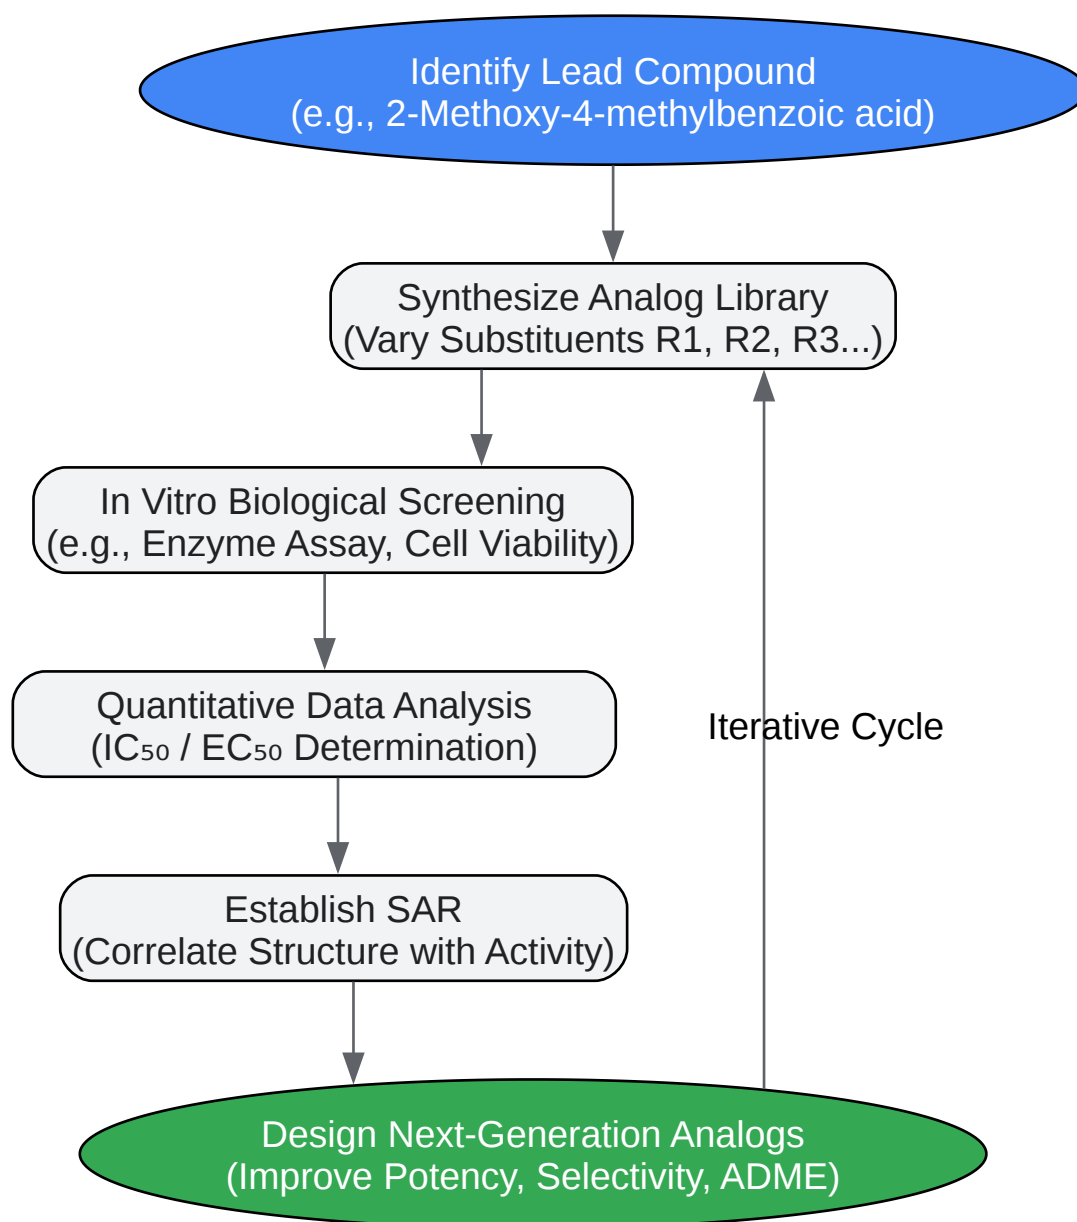 Identify Lead Compound
(e.g., 2-Methoxy-4-methylbenzoic acid)
Synthesize Analog Library
(Vary Substituents R1, R2, R3...)
In Vitro Biological Screening
(e.g., Enzyme Assay, Cell Viability)
Quantitative Data Analysis
(IC₅₀ / EC₅₀ Determination)
Iterative Cycle
Establish SAR
(Correlate Structure with Activity)
Design Next-Generation Analogs
(Improve Potency, Selectivity, ADME)